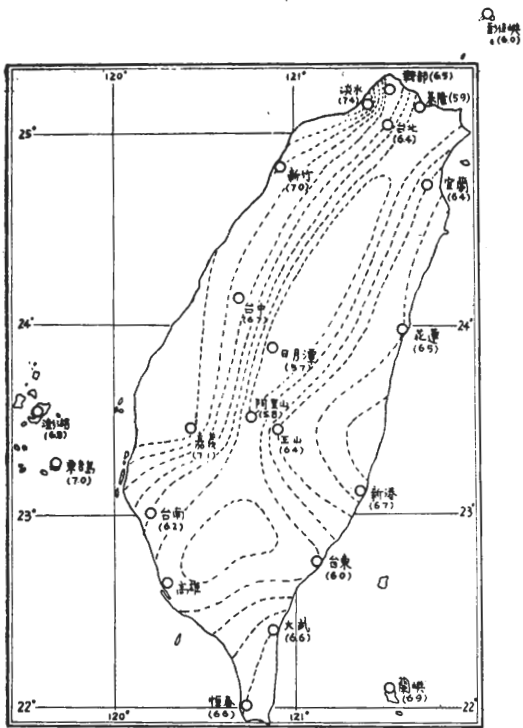 彭佳嶼
(60)
120
121
鞍部(65)
淡水
(74)
基隆(59)
25°
台北
(64)
25°
新竹
(70)
宜蘭
(64)
台中
(67)
24°
24°
花蓮
(65)
日月潭
(57)
阿里山
(58)
澎湖
(68)
嘉義
(71)
玉山
(64)
東吉島
(70)
新港
(67)
台南
(62)
23°
23°
台東
(60)
高雄
大武
(66)
蘭嶼
(69)
恒春
(66)
22°
22°
120
121